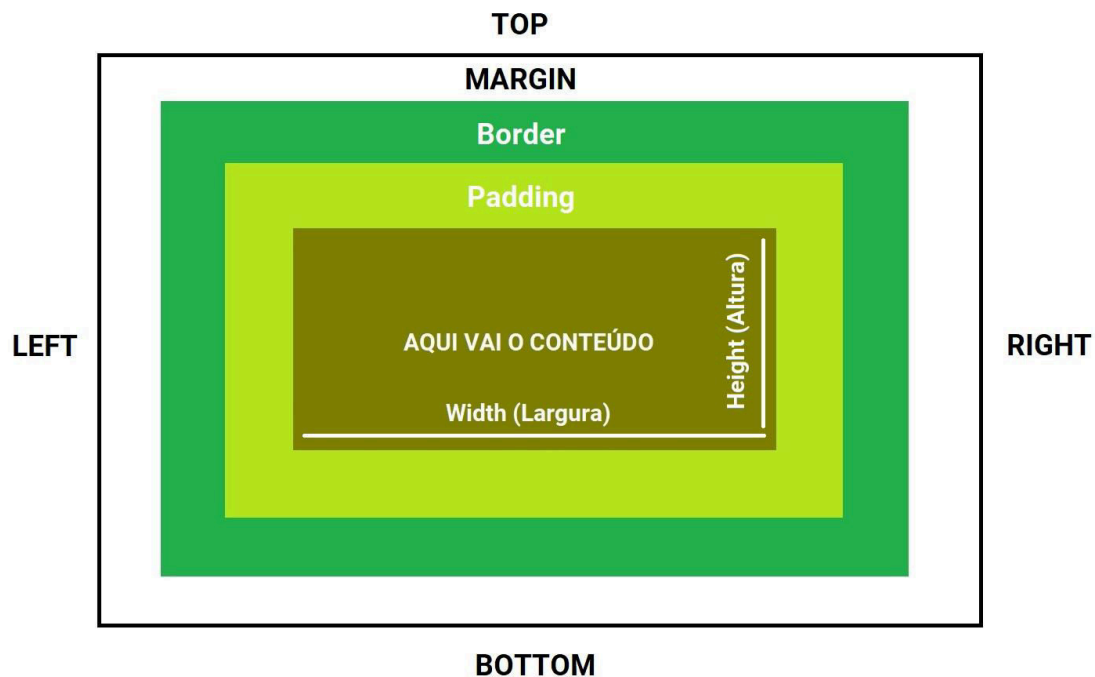 TOP
MARGIN
Border
Padding
Height (Altura)
LEFT
AQUI VAI O CONTEÚDO
RIGHT
Width (Largura)
BOTTOM